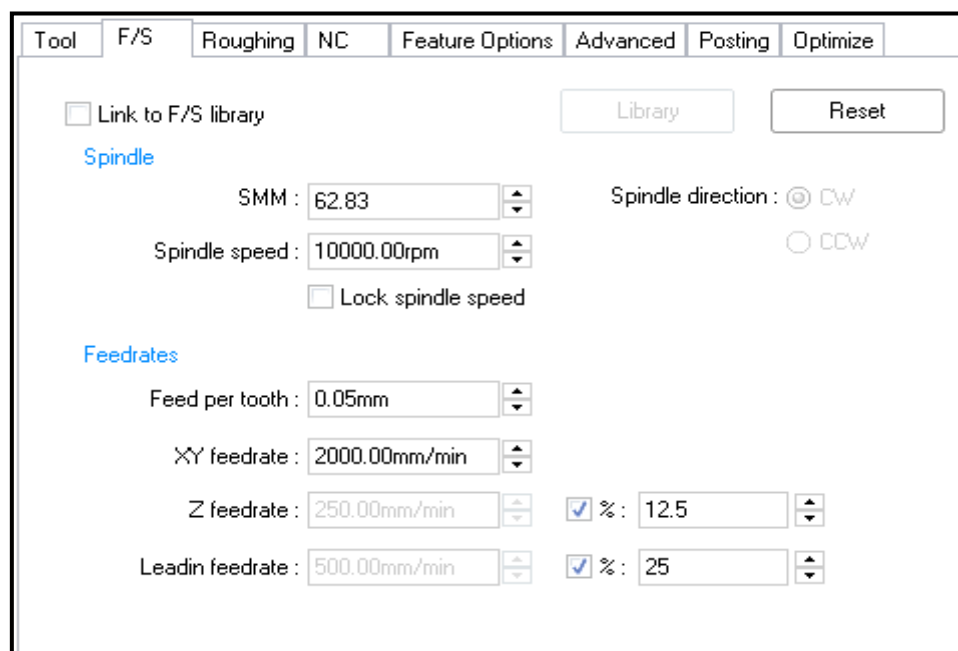 Tool F/S Roughing NC Feature Options Advanced Posting Optimize
Link to F/S library Library Reset
Spindle
SMM : 62.83 Spindle direction : CW
Spindle speed : 10000.00rpm CCW
Lock spindle speed
Feedrates
Feed per tooth : 0.05mm
XY feedrate : 2000.00mm/min
Z feedrate : 250.00mm/min % : 12.5
Leadin feedrate : 500.00mm/min % : 25